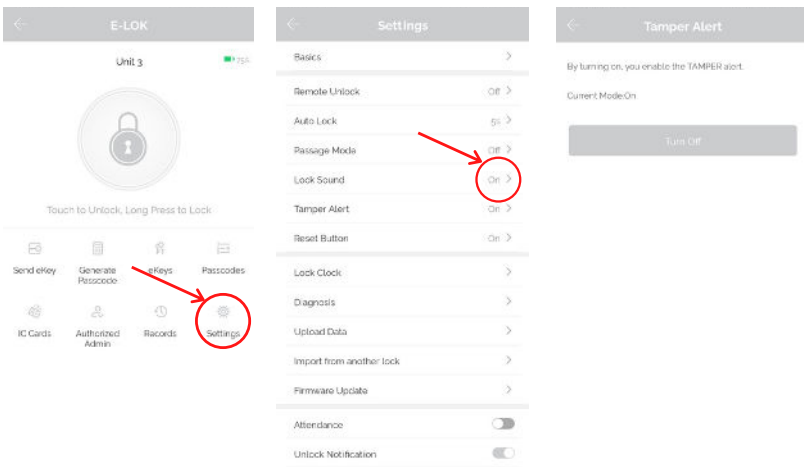 E-LOK
Unit 3
75%
Touch to Unlock, Long Press to Lock
Send eKey
Generate Passcode
eKeys
Passcodes
IC Cards
Authorized Admin
Records
Settings
Settings
Basics
Remote Unlock Off
Auto Lock 5s
Passage Mode Off
Lock Sound On
Tamper Alert On
Reset Button On
Lock Clock
Diagnosis
Upload Data
Import from another lock
Firmware Update
Attendance
Unlock Notification
Tamper Alert
By turning on, you enable the TAMPER alert.
Current Mode:On
Turn Off